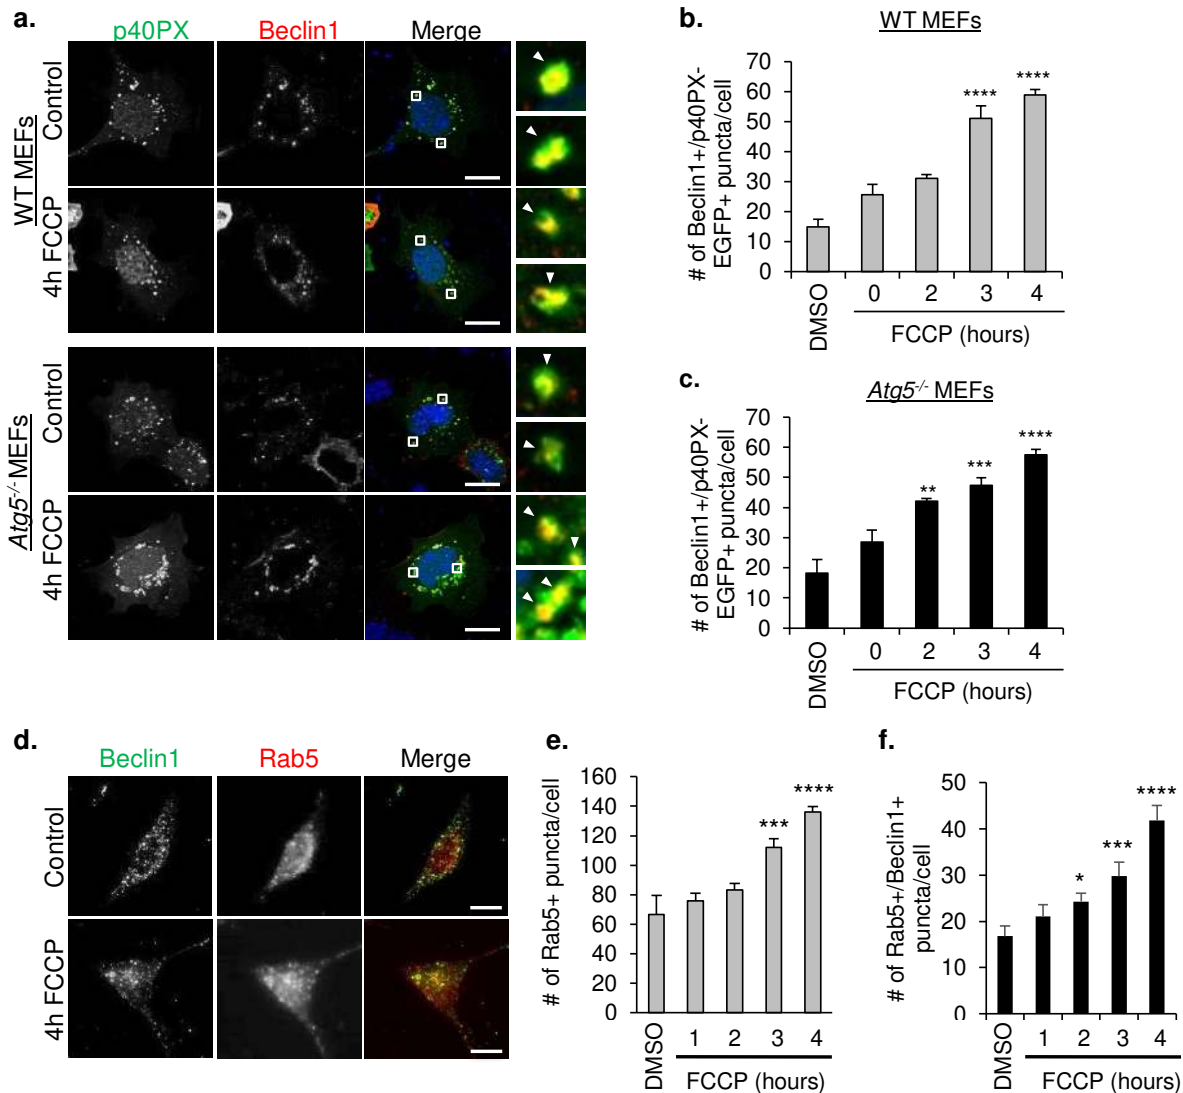 a.
p40PX Beclin1 Merge
WT MEFs
Control
4h FCCP
Atg5-/- MEFs
Control
4h FCCP
b.
WT MEFs
# of Beclin1+/p40PX-
EGFP+ puncta/cell
70
60
50
40
30
20
10
0
**** ****
DMSO 0 2 3 4
FCCP (hours)
c.
Atg5-/- MEFs
# of Beclin1+/p40PX-
EGFP+ puncta/cell
70
60
50
40
30
20
10
0
** *** ****
DMSO 0 2 3 4
FCCP (hours)
d.
Beclin1 Rab5 Merge
Control
4h FCCP
e.
# of Rab5+ puncta/cell
160
140
120
100
80
60
40
20
0
*** ****
DMSO 1 2 3 4
FCCP (hours)
f.
# of Rab5+/Beclin1+
puncta/cell
50
40
30
20
10
0
* *** ****
DMSO 1 2 3 4
FCCP (hours)